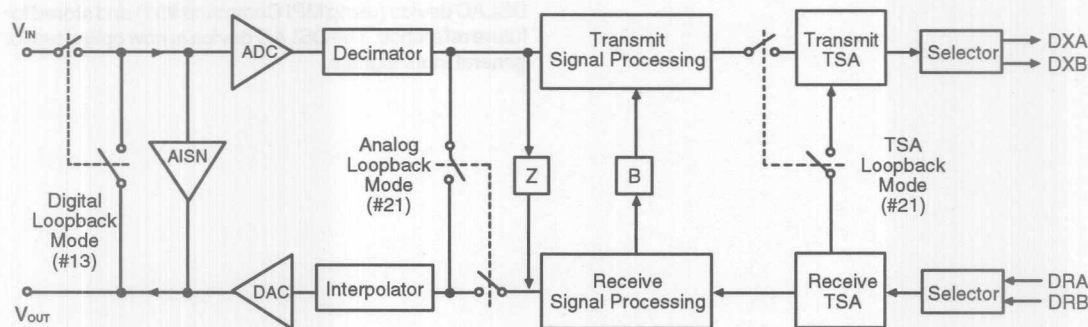 VIN
ADC
Decimator
Transmit
Signal Processing
Transmit
TSA
Selector
DXA
DXB
AISN
Digital
Loopback
Mode
(#13)
Analog
Loopback
Mode
(#21)
Z
B
TSA
Loopback
Mode
(#21)
VOUT
DAC
Interpolator
Receive
Signal Processing
Receive
TSA
Selector
DRA
DRB